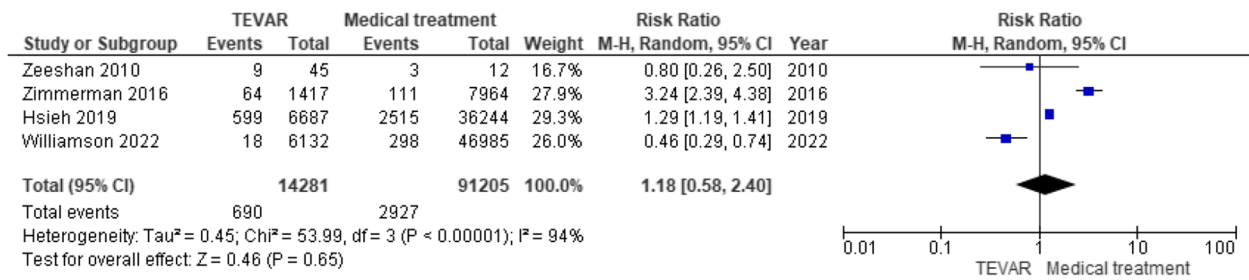 TEVAR Medical treatment Risk Ratio Risk Ratio
Study or Subgroup Events Total Events Total Weight M-H, Random, 95% CI Year M-H, Random, 95% CI
Zeeshan 2010 9 45 3 12 16.7% 0.80 [0.26, 2.50] 2010
Zimmerman 2016 64 1417 111 7964 27.9% 3.24 [2.39, 4.38] 2016
Hsieh 2019 599 6687 2515 36244 29.3% 1.29 [1.19, 1.41] 2019
Williamson 2022 18 6132 298 46985 26.0% 0.46 [0.29, 0.74] 2022
Total (95% CI) 14281 91205 100.0% 1.18 [0.58, 2.40]
Total events 690 2927
Heterogeneity: Tau² = 0.45; Chi² = 53.99, df = 3 (P < 0.00001); I² = 94%
Test for overall effect: Z = 0.46 (P = 0.65)
0.01 0.1 1 10 100
TEVAR Medical treatment